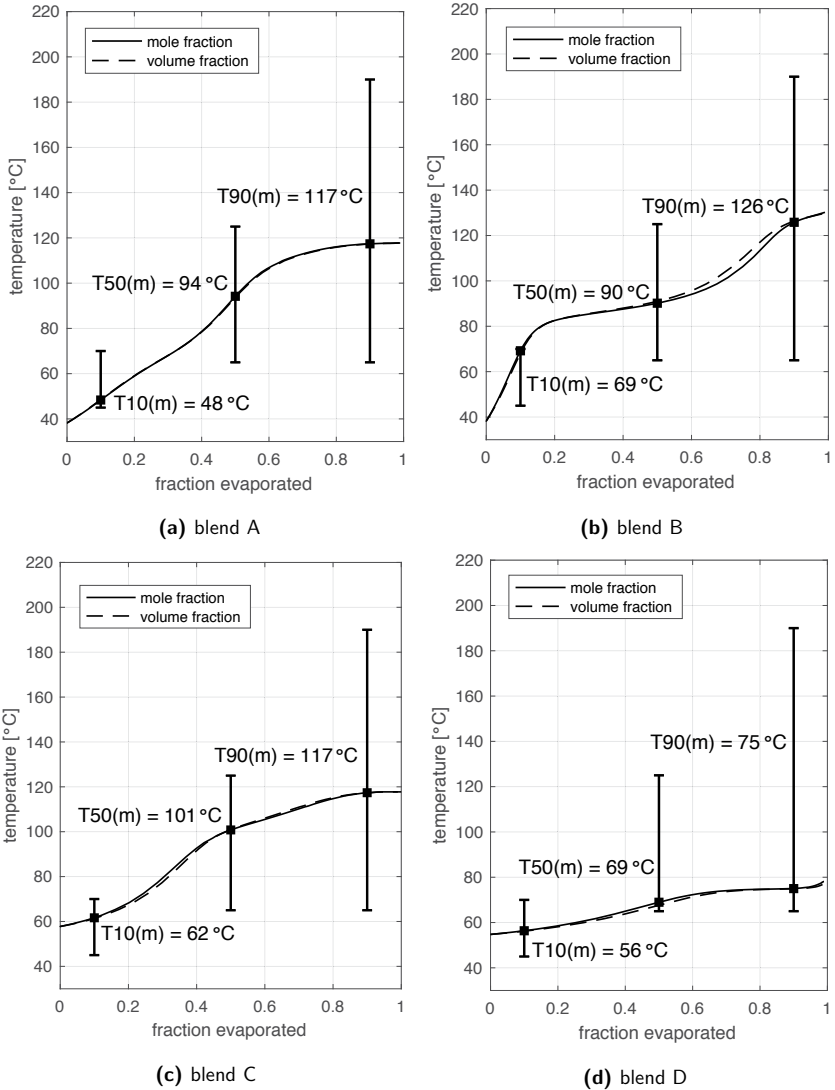 220
200
180
160
140
120
100
80
60
40
temperature [°C]
mole fraction
volume fraction
T90(m) = 117 °C
T50(m) = 94 °C
T10(m) = 48 °C
0 0.2 0.4 0.6 0.8 1
fraction evaporated
(a) blend A
220
200
180
160
140
120
100
80
60
40
temperature [°C]
mole fraction
volume fraction
T90(m) = 126 °C
T50(m) = 90 °C
T10(m) = 69 °C
0 0.2 0.4 0.6 0.8 1
fraction evaporated
(b) blend B
220
200
180
160
140
120
100
80
60
40
temperature [°C]
mole fraction
volume fraction
T90(m) = 117 °C
T50(m) = 101 °C
T10(m) = 62 °C
0 0.2 0.4 0.6 0.8 1
fraction evaporated
(c) blend C
220
200
180
160
140
120
100
80
60
40
temperature [°C]
mole fraction
volume fraction
T90(m) = 75 °C
T50(m) = 69 °C
T10(m) = 56 °C
0 0.2 0.4 0.6 0.8 1
fraction evaporated
(d) blend D